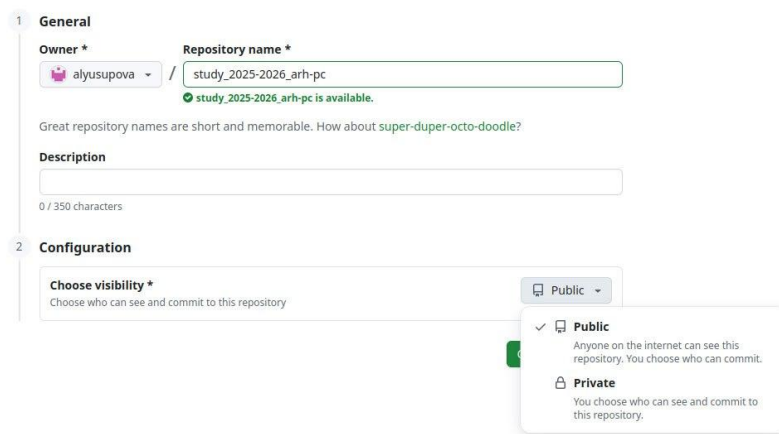 1 General
Owner * Repository name *
alyusupova / study_2025-2026_arh-pc
study_2025-2026_arh-pc is available.
Great repository names are short and memorable. How about super-duper-octo-doodle?
Description
0 / 350 characters
2 Configuration
Choose visibility *
Choose who can see and commit to this repository
Public
Public
Anyone on the internet can see this
repository. You choose who can commit.
Private
You choose who can see and commit to
this repository.